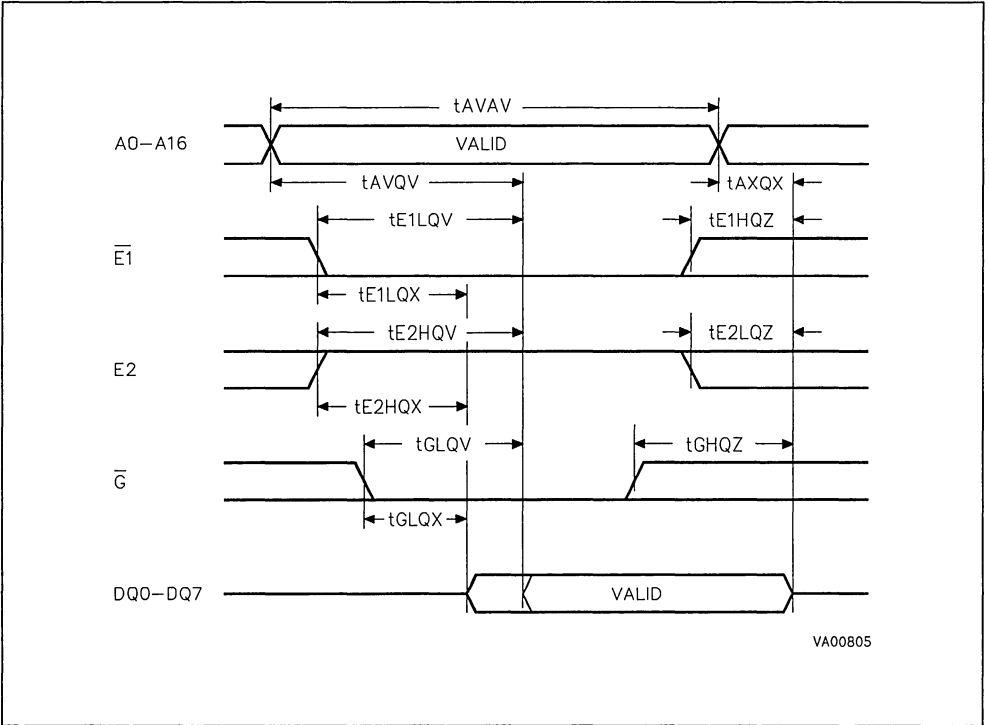 tAVAV
A0–A16 VALID
tAVQV tAXQX
tE1LQV tE1HQZ
E1
tE1LQX
tE2HQV tE2LQZ
E2
tE2HQX
tGLQV tGHQZ
G
tGLQX
DQ0–DQ7 VALID
VA00805